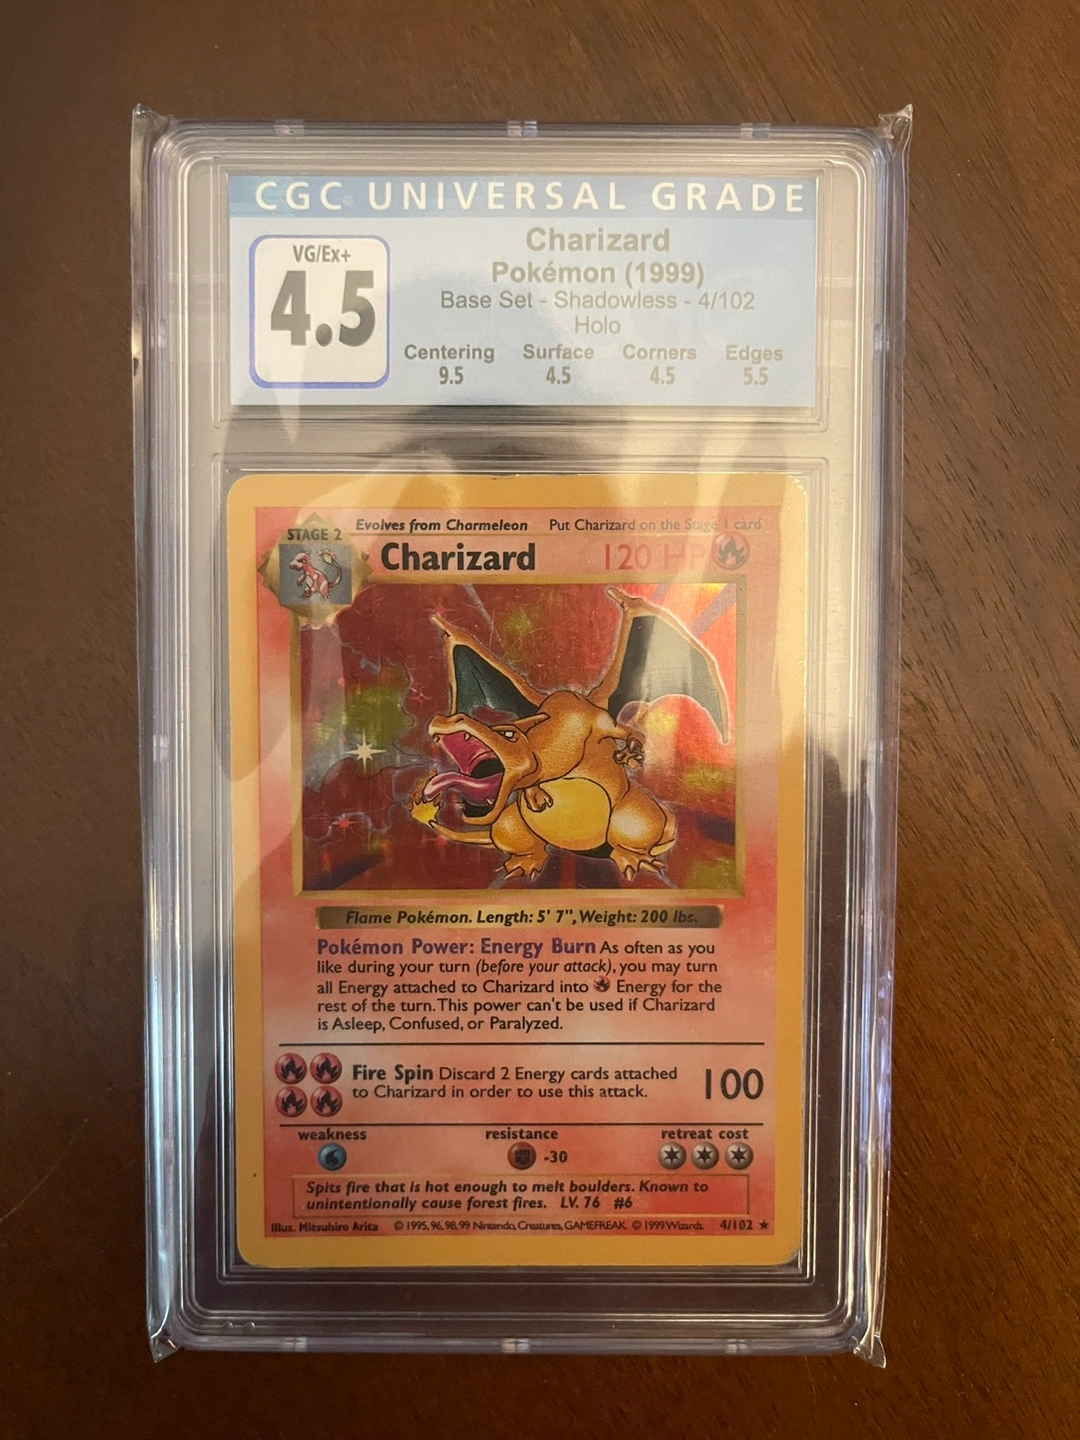 CGC UNIVERSAL GRADE
VG/Ex+
4.5
Charizard
Pokémon (1999)
Base Set - Shadowless - 4/102
Holo
Centering Surface Corners Edges
9.5 4.5 4.5 5.5
STAGE 2
Evolves from Charmeleon Put Charizard on the Stage 1 card
Charizard 120 HP
Flame Pokémon. Length: 5' 7", Weight: 200 lbs.
Pokémon Power: Energy Burn As often as you
like during your turn (before your attack), you may turn
all Energy attached to Charizard into Energy for the
rest of the turn. This power can't be used if Charizard
is Asleep, Confused, or Paralyzed.
Fire Spin Discard 2 Energy cards attached
to Charizard in order to use this attack.
100
weakness resistance retreat cost
-30
Spits fire that is hot enough to melt boulders. Known to
unintentionally cause forest fires. LV. 76 #6
Illus. Mitsuhiro Arita © 1995, 96, 98, 99 Nintendo, Creatures, GAMEFREAK. © 1999 Wizards. 4/102 ★